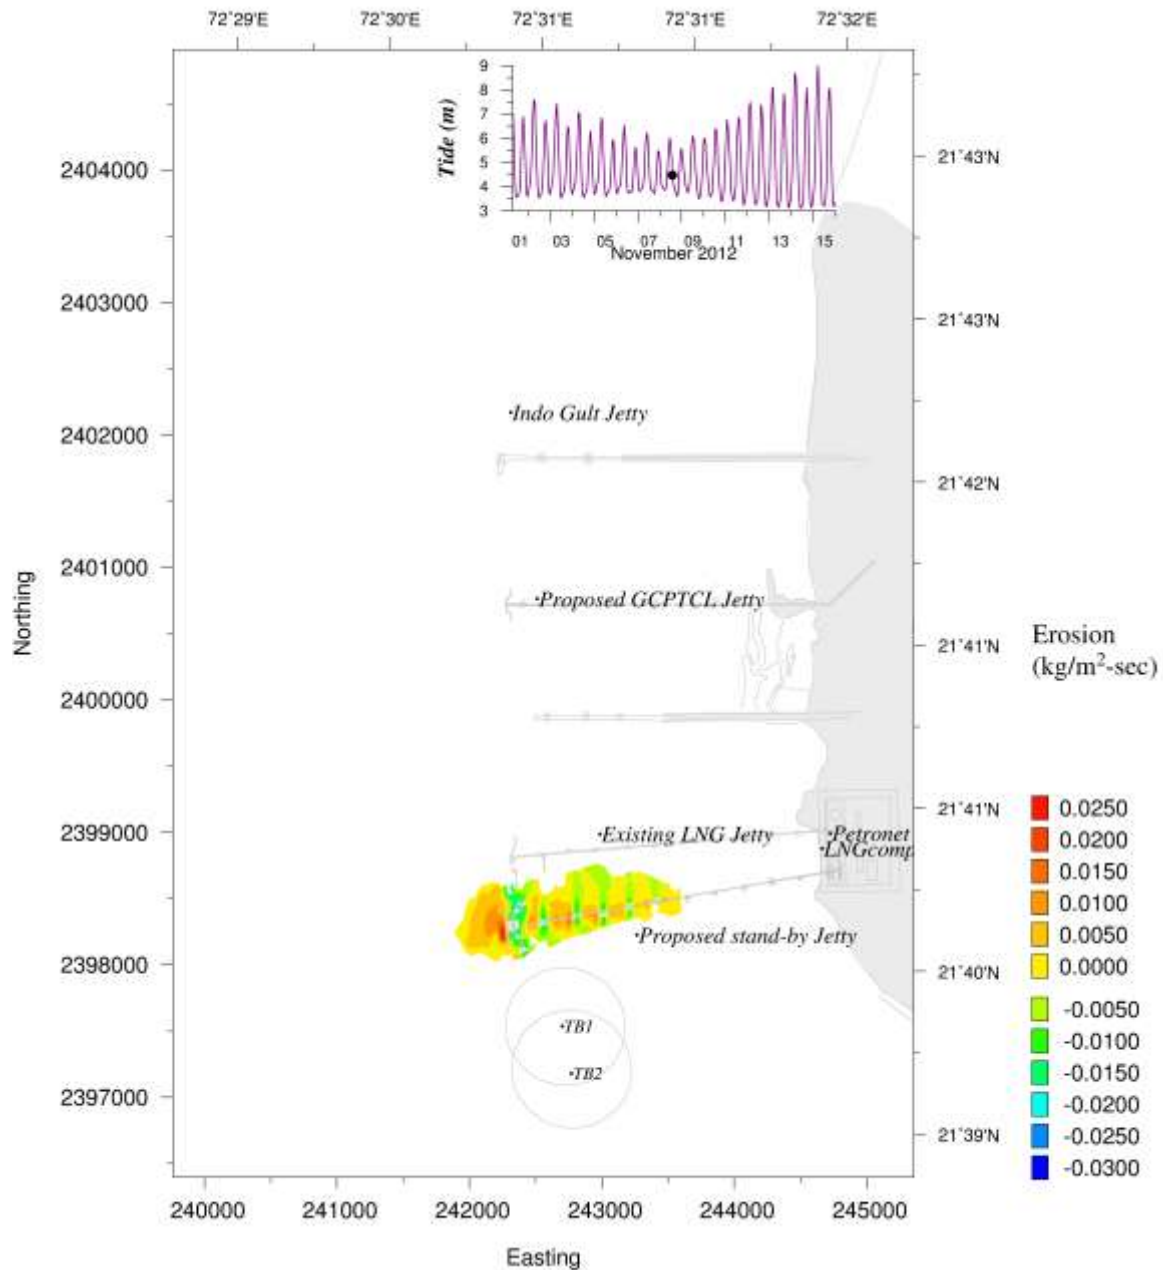 72°29'E 72°30'E 72°31'E 72°31'E 72°32'E
Tide (m)
9
8
7
6
5
4
3
01 03 05 07 09 11 13 15
November 2012
2404000
2403000
2402000
2401000
2400000
2399000
2398000
2397000
Northing
21°43'N
21°43'N
21°42'N
21°41'N
21°41'N
21°40'N
21°39'N
Indo Gult Jetty
Proposed GCPTCL Jetty
Existing LNG Jetty
Petronet
LNGcomp
Proposed stand-by Jetty
TB1
TB2
240000 241000 242000 243000 244000 245000
Easting
Erosion
(kg/m²-sec)
0.0250
0.0200
0.0150
0.0100
0.0050
0.0000
-0.0050
-0.0100
-0.0150
-0.0200
-0.0250
-0.0300